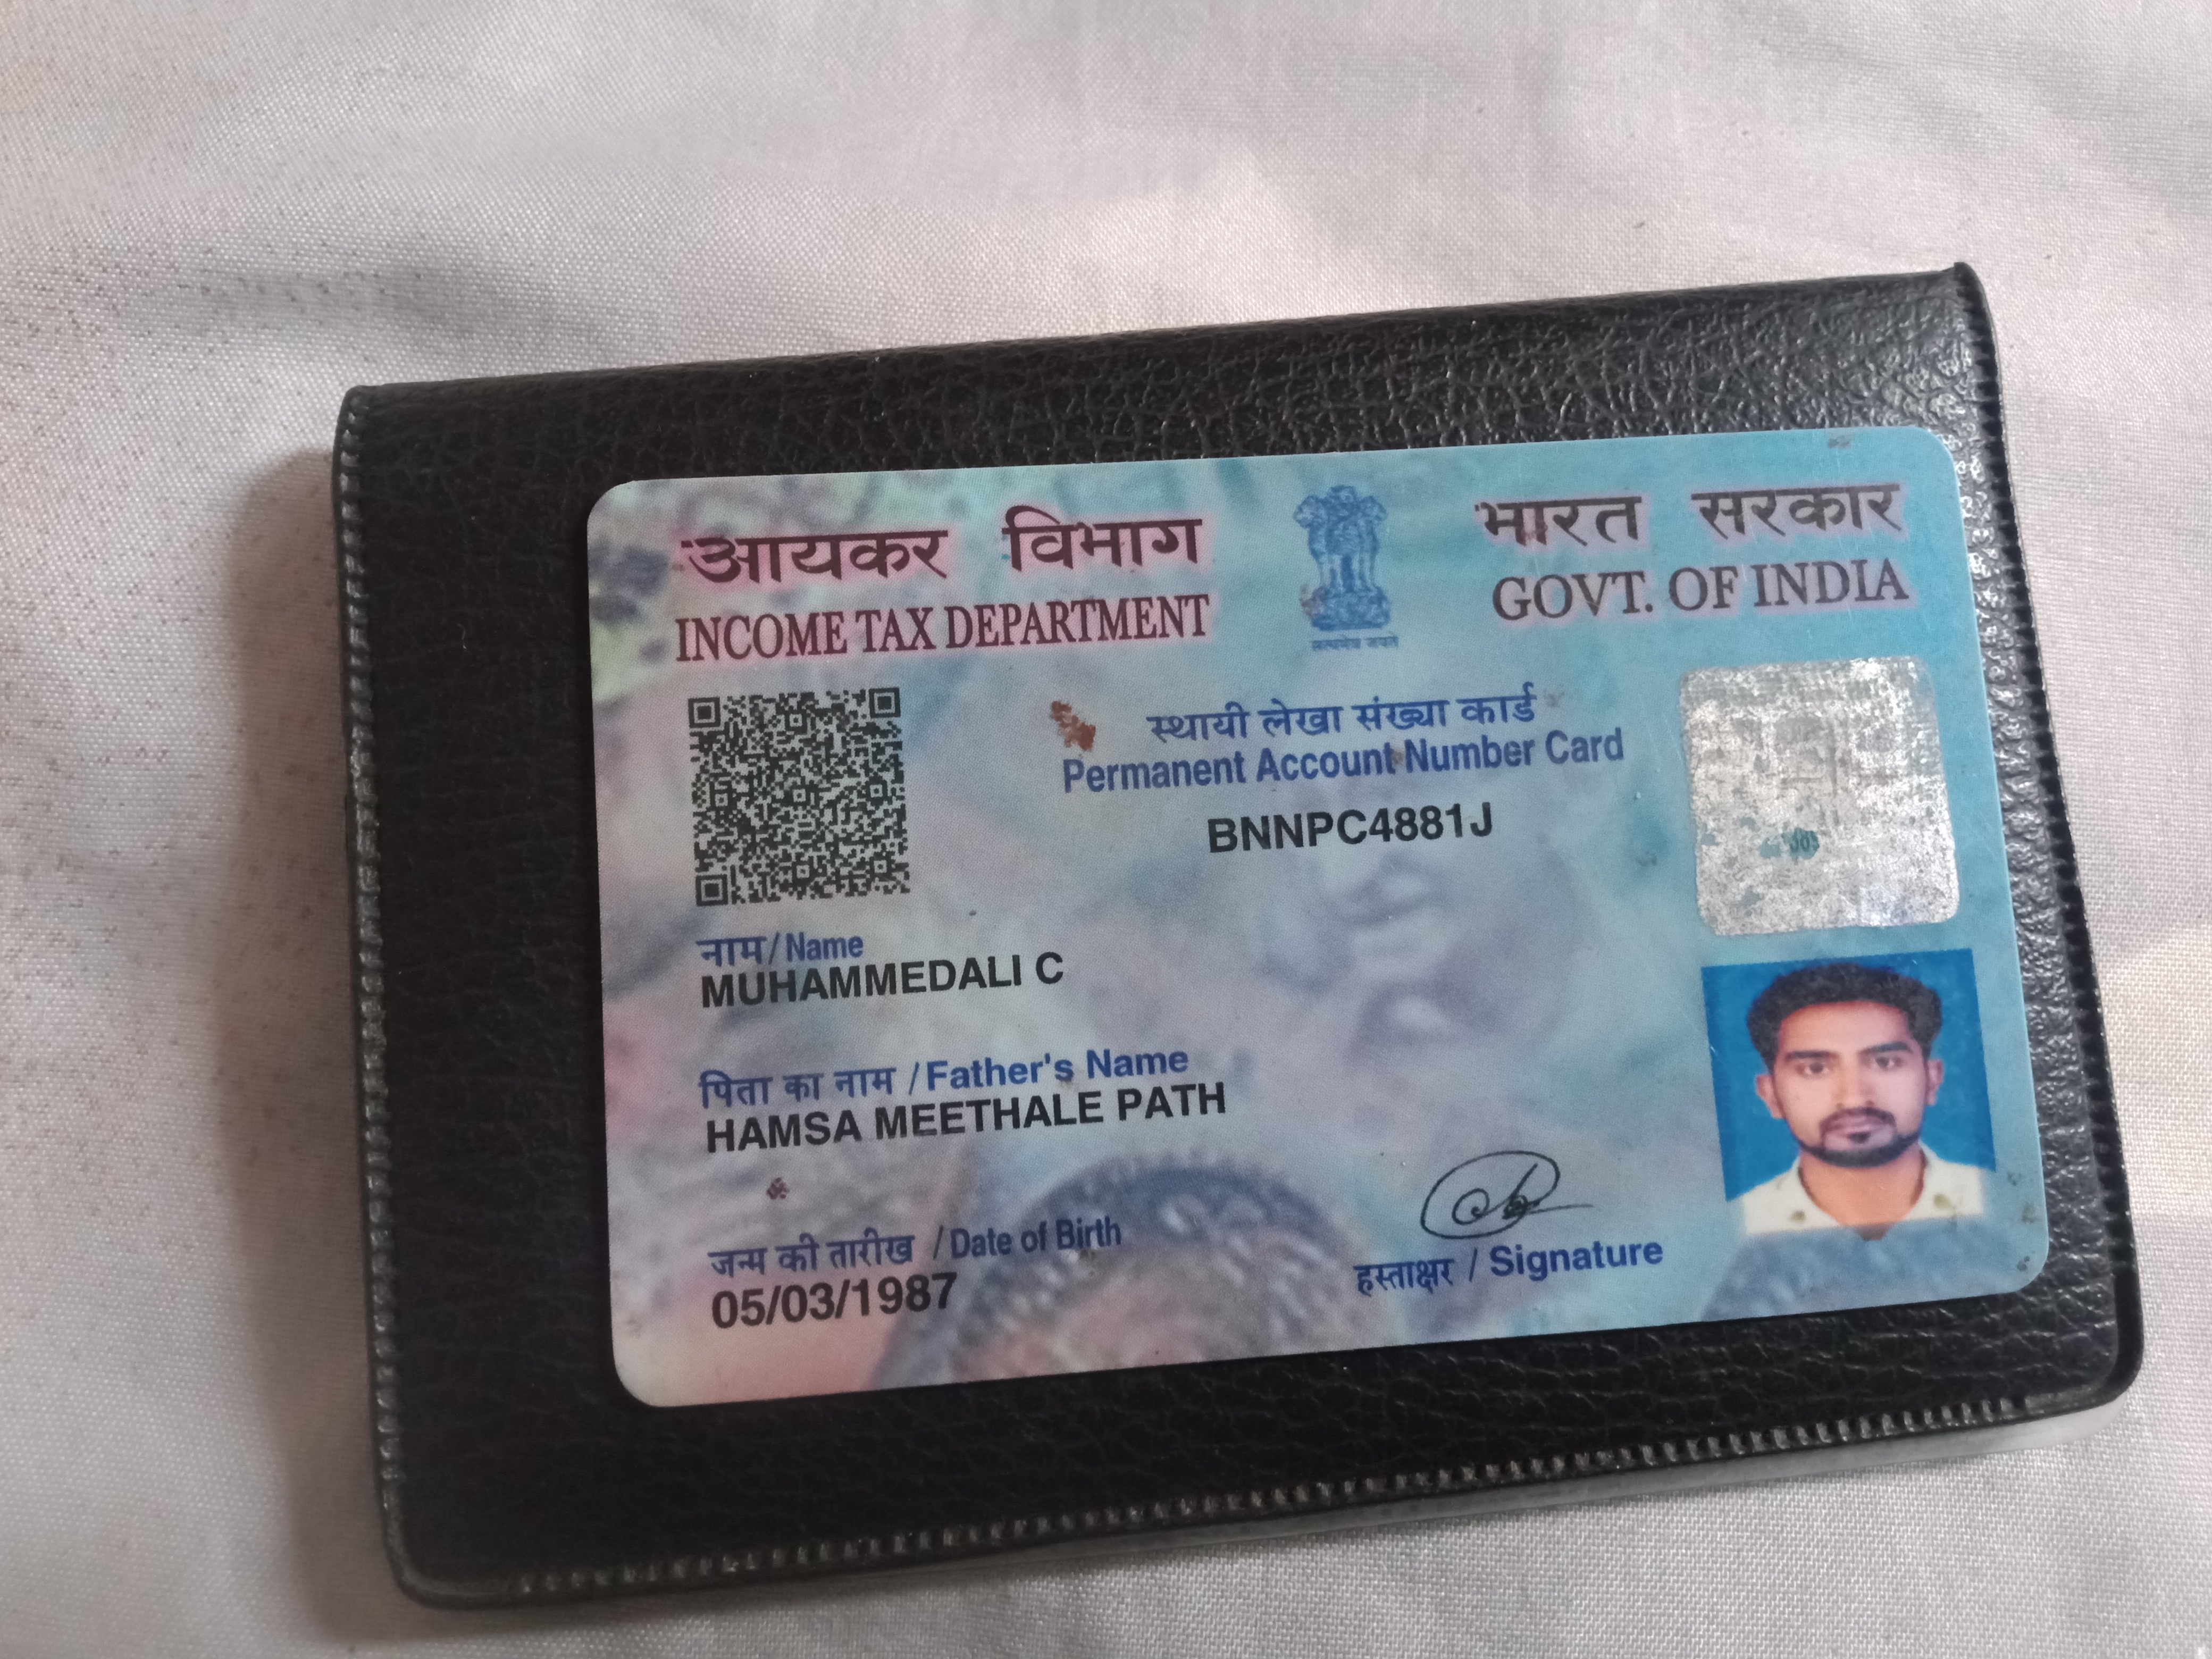 आयकर विभाग
INCOME TAX DEPARTMENT
सत्यमेव जयते
भारत सरकार
GOVT. OF INDIA
स्थायी लेखा संख्या कार्ड
Permanent Account Number Card
BNNPC4881J
नाम/Name
MUHAMMEDALI C
पिता का नाम /Father's Name
HAMSA MEETHALE PATH
जन्म की तारीख /Date of Birth
05/03/1987
हस्ताक्षर / Signature